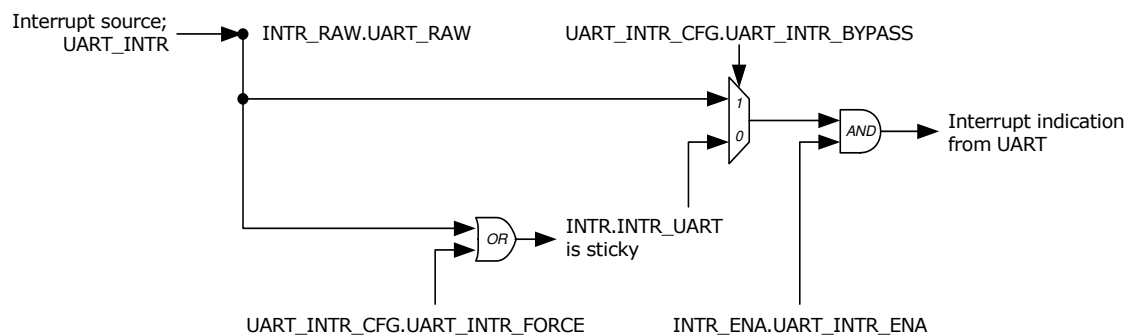 Interrupt source;
UART_INTR
INTR_RAW.UART_RAW
UART_INTR_CFG.UART_INTR_BYPASS
1
0
AND
Interrupt indication
from UART
OR
INTR.INTR_UART
is sticky
UART_INTR_CFG.UART_INTR_FORCE
INTR_ENA.UART_INTR_ENA